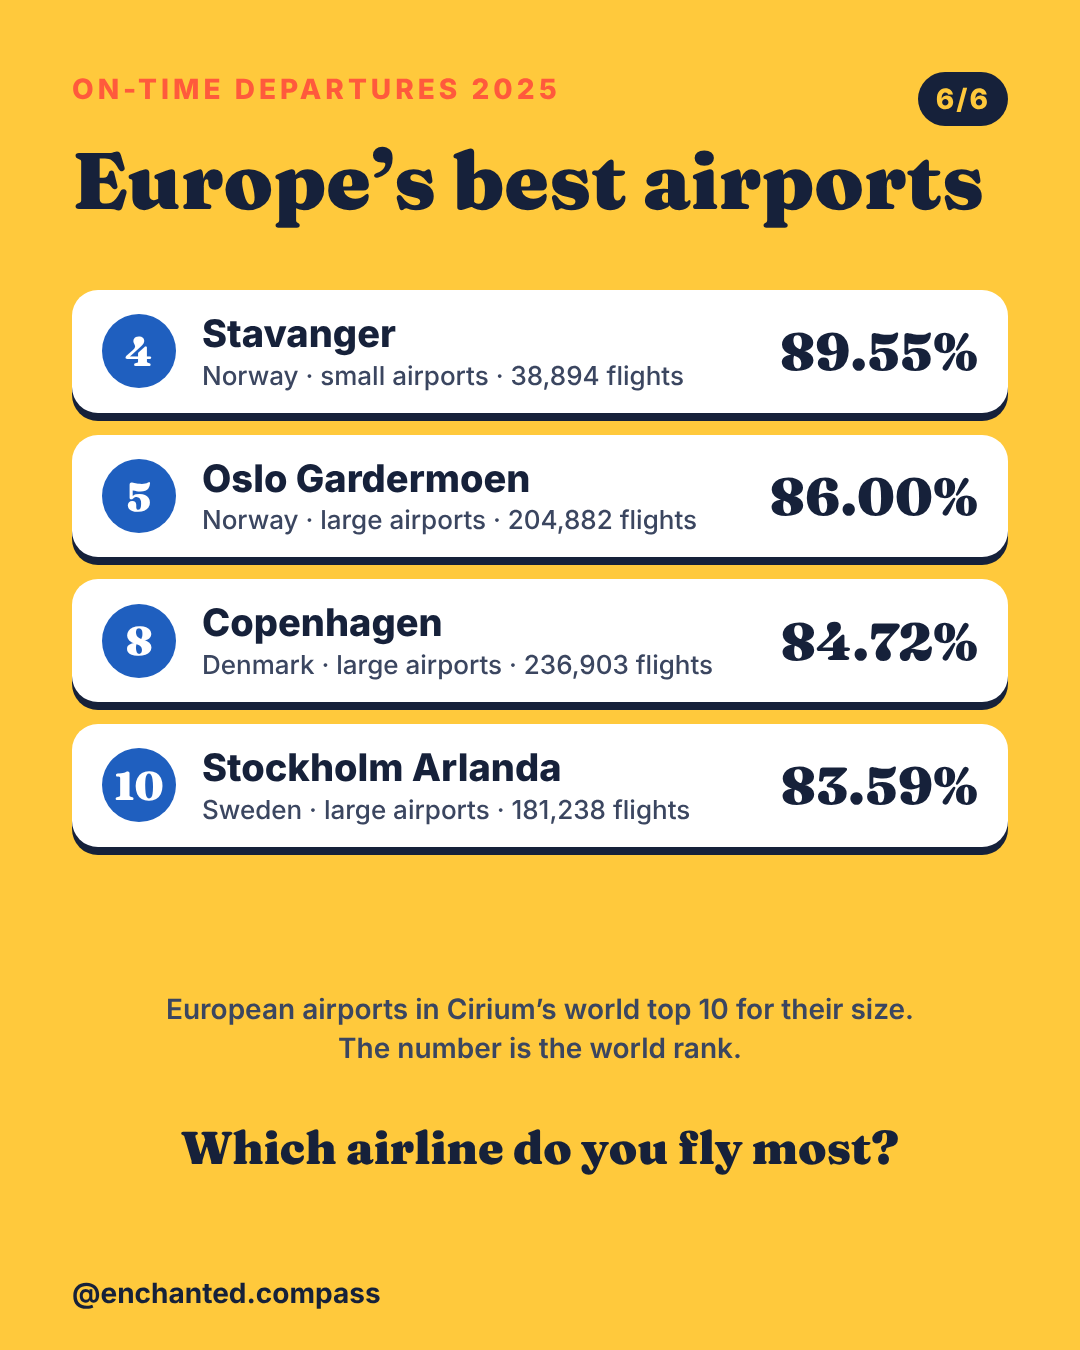 ON-TIME DEPARTURES 2025
6/6
Europe’s best airports
4
Stavanger
Norway · small airports · 38,894 flights
89.55%
5
Oslo Gardermoen
Norway · large airports · 204,882 flights
86.00%
8
Copenhagen
Denmark · large airports · 236,903 flights
84.72%
10
Stockholm Arlanda
Sweden · large airports · 181,238 flights
83.59%
European airports in Cirium’s world top 10 for their size.
The number is the world rank.
Which airline do you fly most?
@enchanted.compass